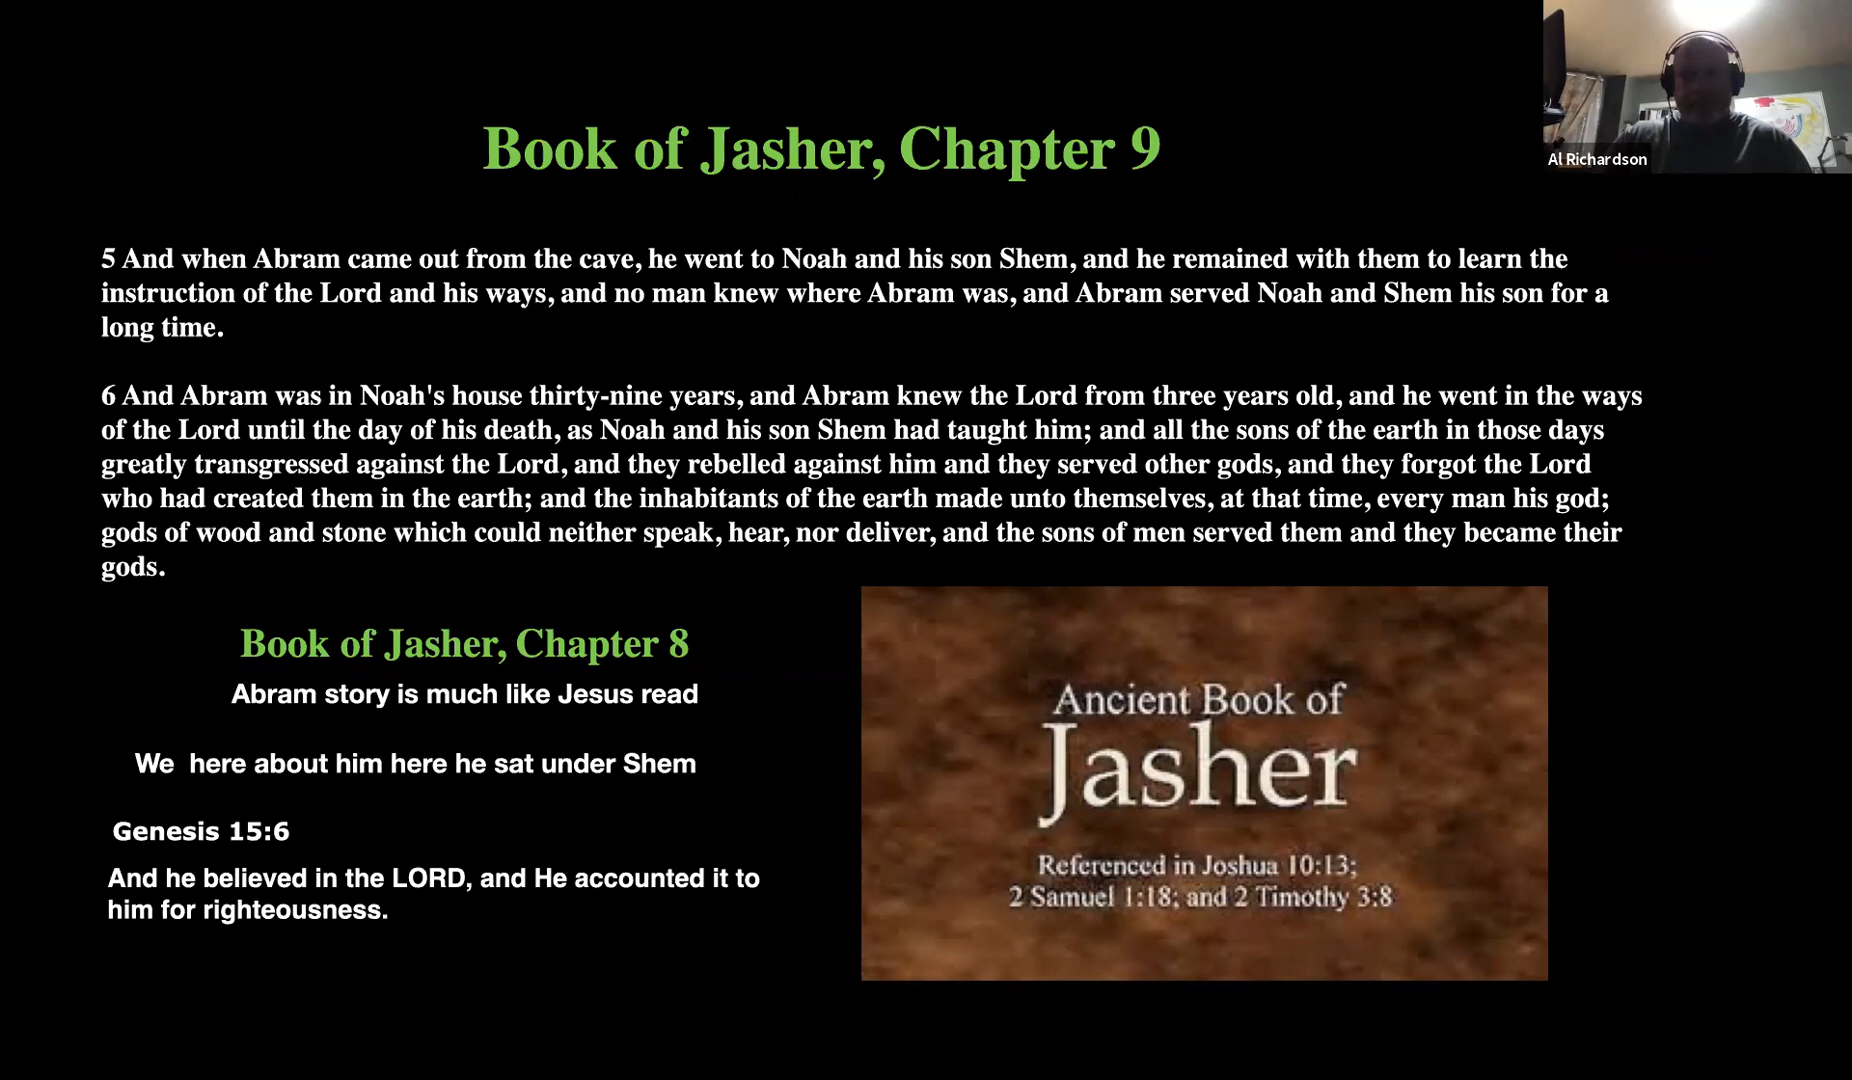 Al Richardson
Book of Jasher, Chapter 9
5 And when Abram came out from the cave, he went to Noah and his son Shem, and he remained with them to learn the
instruction of the Lord and his ways, and no man knew where Abram was, and Abram served Noah and Shem his son for a
long time.
6 And Abram was in Noah's house thirty-nine years, and Abram knew the Lord from three years old, and he went in the ways
of the Lord until the day of his death, as Noah and his son Shem had taught him; and all the sons of the earth in those days
greatly transgressed against the Lord, and they rebelled against him and they served other gods, and they forgot the Lord
who had created them in the earth; and the inhabitants of the earth made unto themselves, at that time, every man his god;
gods of wood and stone which could neither speak, hear, nor deliver, and the sons of men served them and they became their
gods.
Book of Jasher, Chapter 8
Abram story is much like Jesus read
We here about him here he sat under Shem
Genesis 15:6
And he believed in the LORD, and He accounted it to
him for righteousness.
Ancient Book of
Jasher
Referenced in Joshua 10:13;
2 Samuel 1:18; and 2 Timothy 3:8